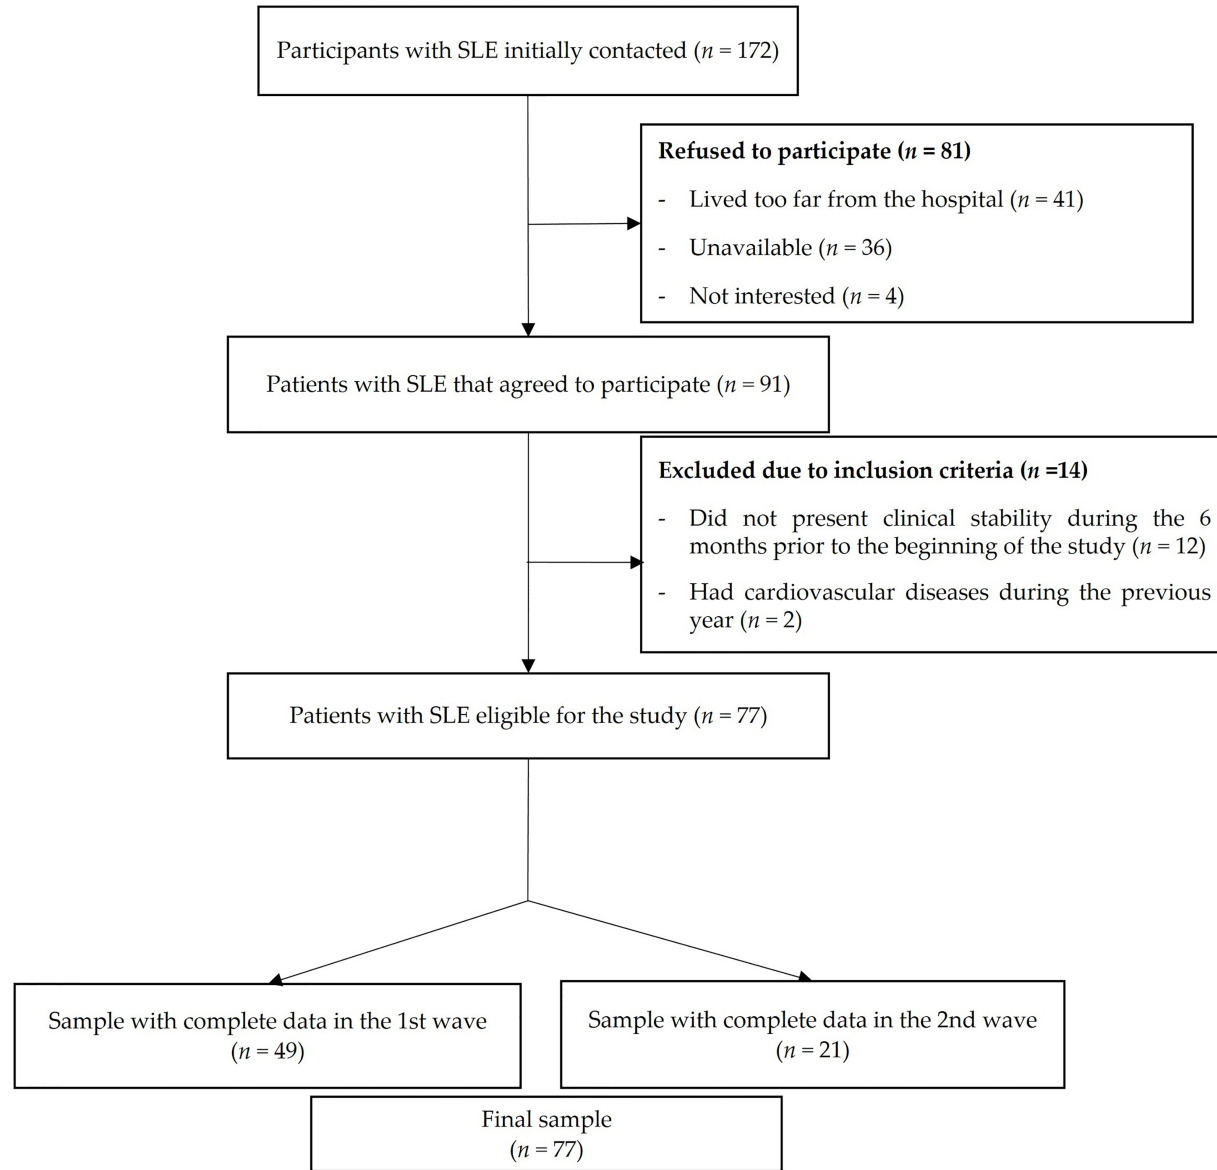 Participants with SLE initially contacted (n = 172)
Refused to participate (n = 81)
- Lived too far from the hospital (n = 41)
- Unavailable (n = 36)
- Not interested (n = 4)
Patients with SLE that agreed to participate (n = 91)
Excluded due to inclusion criteria (n =14)
- Did not present clinical stability during the 6
months prior to the beginning of the study (n = 12)
- Had cardiovascular diseases during the previous
year (n = 2)
Patients with SLE eligible for the study (n = 77)
Sample with complete data in the 1st wave
(n = 49)
Sample with complete data in the 2nd wave
(n = 21)
Final sample
(n = 77)